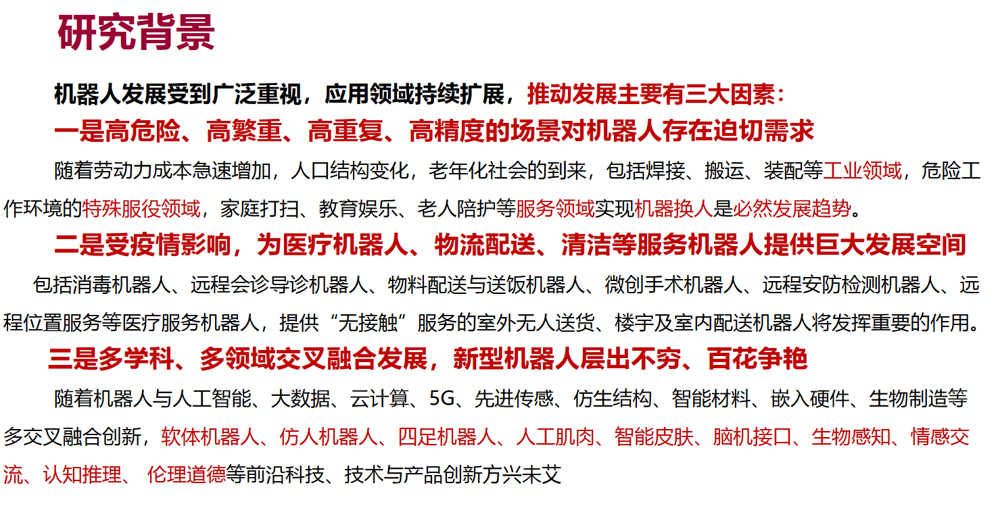 研究背景
机器人发展受到广泛重视，应用领域持续扩展，推动发展主要有三大因素：
一是高危险、高繁重、高重复、高精度的场景对机器人存在迫切需求
随着劳动力成本急速增加，人口结构变化，老年化社会的到来，包括焊接、搬运、装配等工业领域，危险工
作环境的特殊服役领域，家庭打扫、教育娱乐、老人陪护等服务领域实现机器换人是必然发展趋势。
二是受疫情影响，为医疗机器人、物流配送、清洁等服务机器人提供巨大发展空间
包括消毒机器人、远程会诊导诊机器人、物料配送与送饭机器人、微创手术机器人、远程安防检测机器人、远
程位置服务等医疗服务机器人，提供“无接触”服务的室外无人送货、楼宇及室内配送机器人将发挥重要的作用。
三是多学科、多领域交叉融合发展，新型机器人层出不穷、百花争艳
随着机器人与人工智能、大数据、云计算、5G、先进传感、仿生结构、智能材料、嵌入硬件、生物制造等
多交叉融合创新，软体机器人、仿人机器人、四足机器人、人工肌肉、智能皮肤、脑机接口、生物感知、情感交
流、认知推理、 伦理道德等前沿科技、技术与产品创新方兴未艾